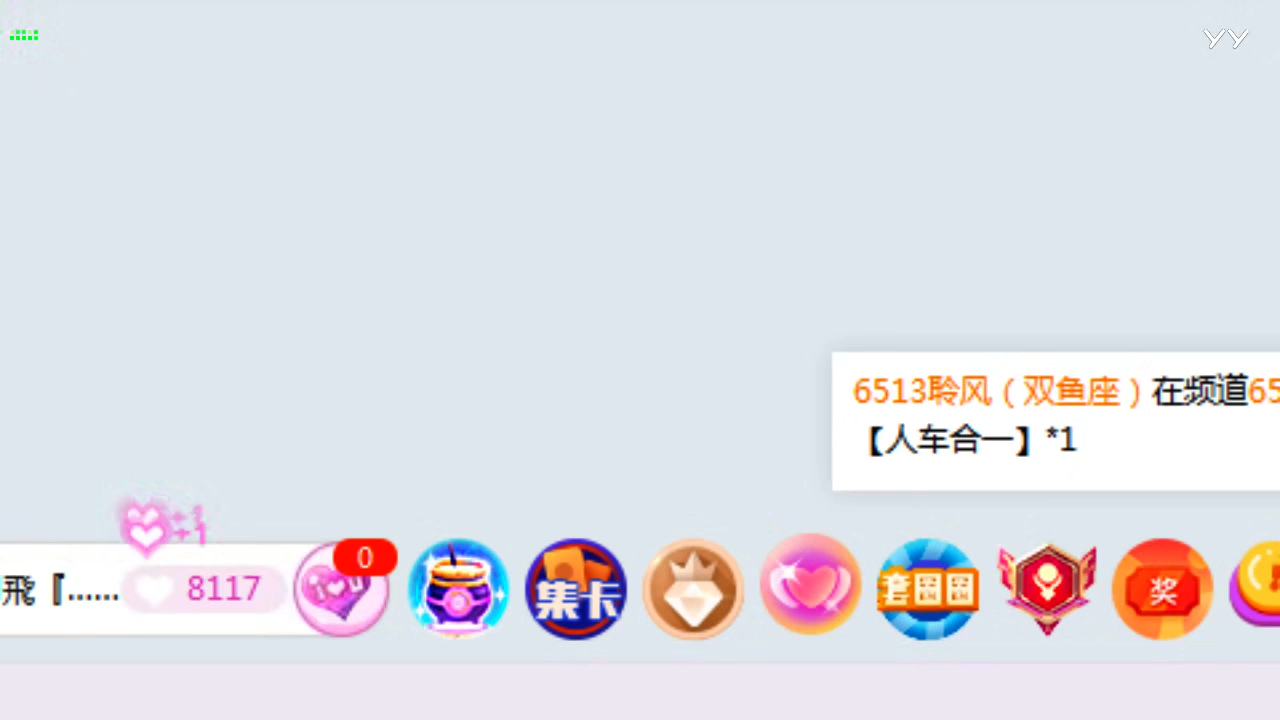 YY
6513聆风（双鱼座）在频道65
【人车合一】*1
+1
+1
飛『......
8117
0
集卡
套圈圈
奖